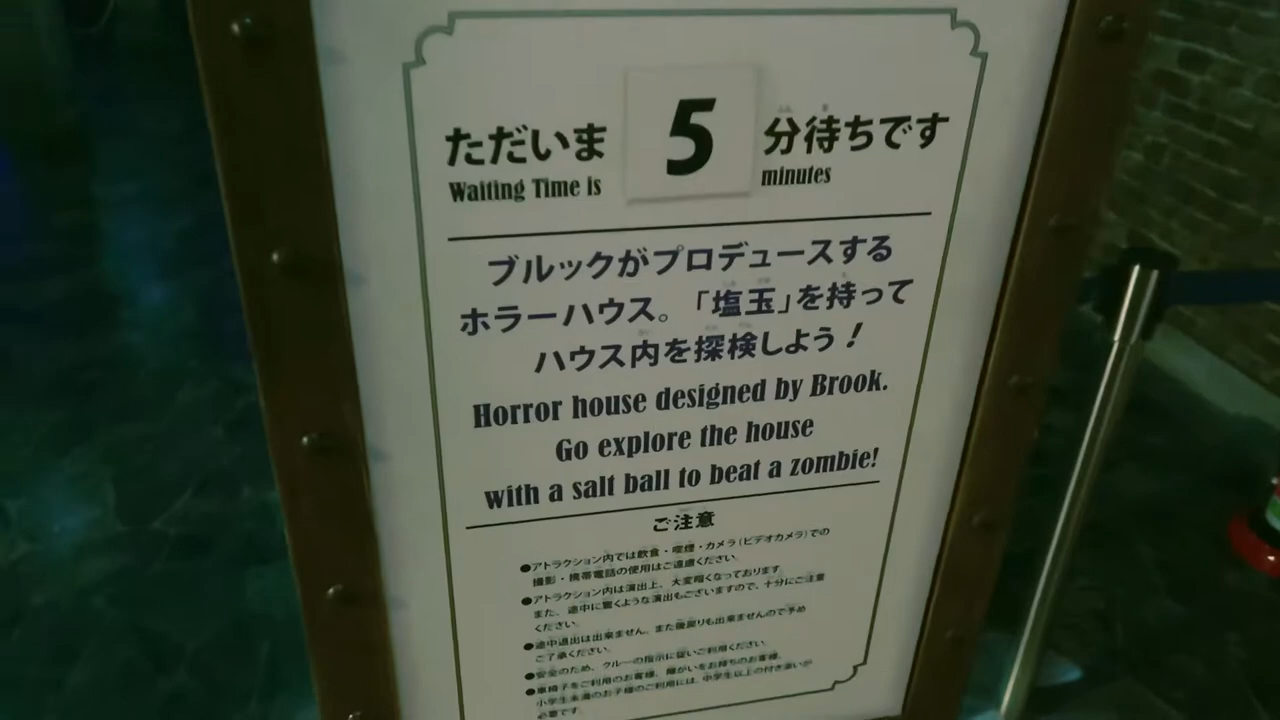 ただいま 5 分待ちです
Waiting Time is minutes
ブルックがプロデュースする
ホラーハウス。「塩玉」を持って
ハウス内を探検しよう！
Horror house designed by Brook.
Go explore the house
with a salt ball to beat a zombie!
ご注意
●アトラクション内では飲食・喫煙・カメラ(ビデオカメラ)での
撮影・携帯電話の使用はご遠慮ください。
●アトラクション内は演出上、大変暗くなっております
また、途中に驚くような演出もございますので、十分にご注意
ください。
●途中退出は出来ません。また後戻りも出来ませんので予め
ご了承ください。
●安全のため、クルーの指示に従いご利用ください。
●車椅子をご利用のお客様、障がいをお持ちのお客様、
小学生未満のお子様のご利用には、中学生以上の付き添いが
必要です